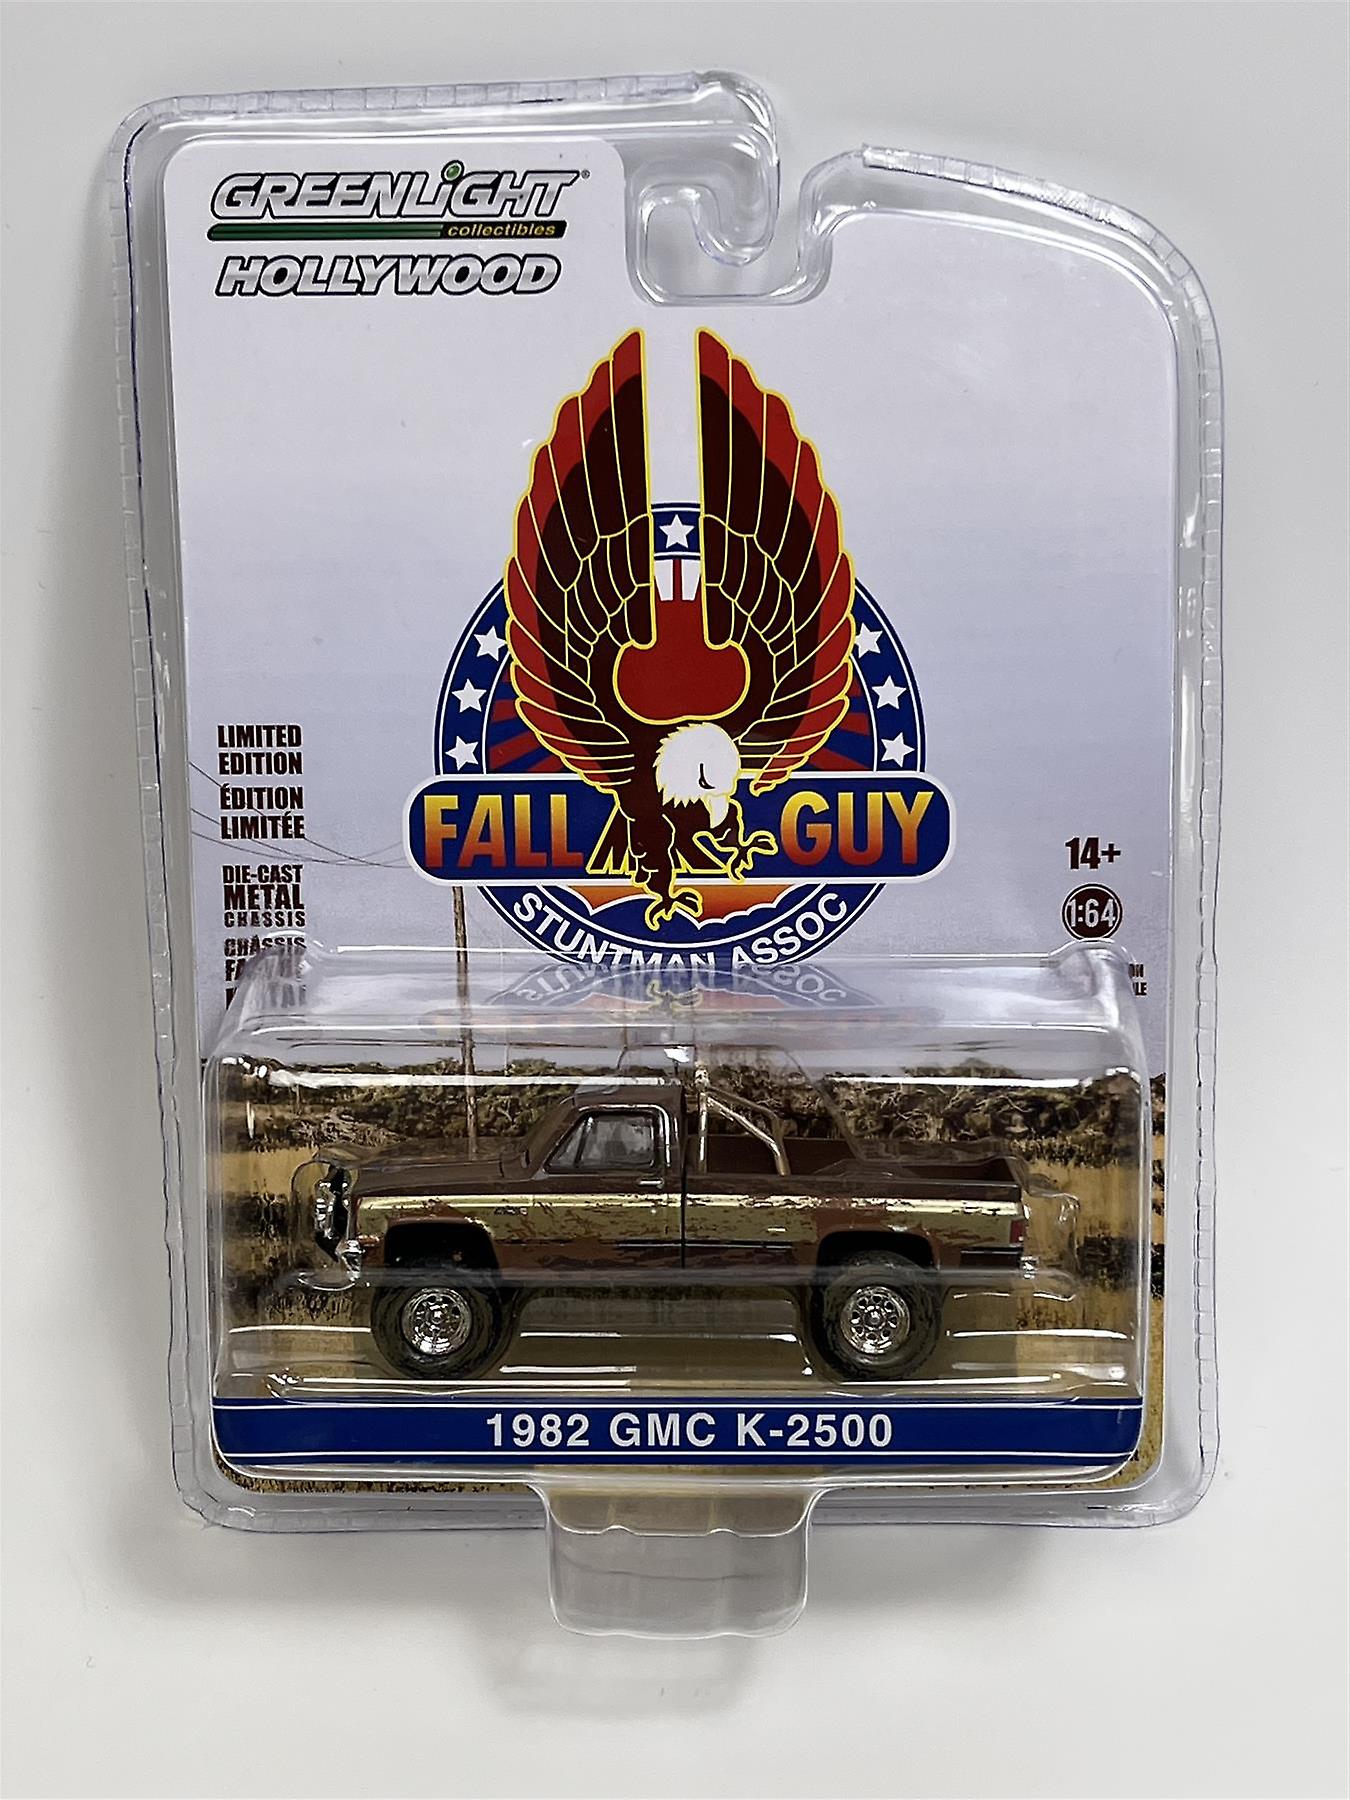 GREENLiGHT®
collectibles
HOLLYWOOD
LIMITED
EDITION
ÉDITION
LIMITÉE
DIE-CAST
METAL
CHASSIS
CHÂSSIS
FALL GUY
STUNTMAN ASSOC
14+
1:64
1982 GMC K-2500